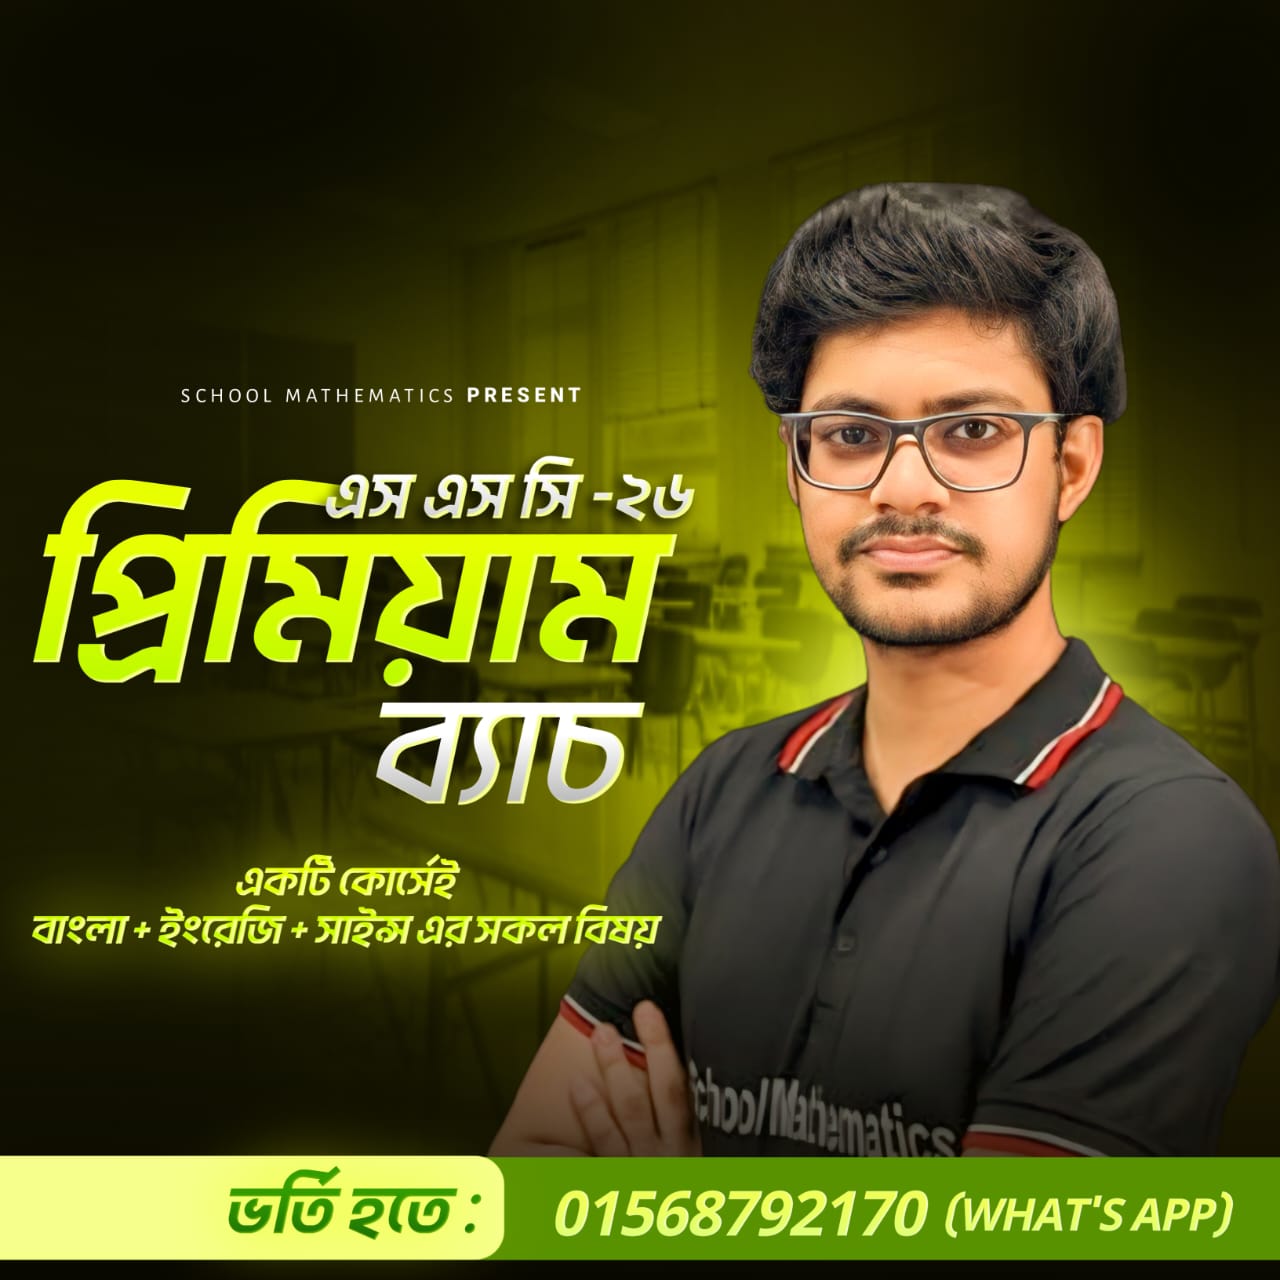 SCHOOL MATHEMATICS PRESENT
এস এস সি -২৬
প্রিমিয়াম
ব্যাচ
একটি কোর্সেই
বাংলা + ইংরেজি + সাইন্স এর সকল বিষয়
School Mathematics
ভর্তি হতে : 01568792170 (WHAT'S APP)